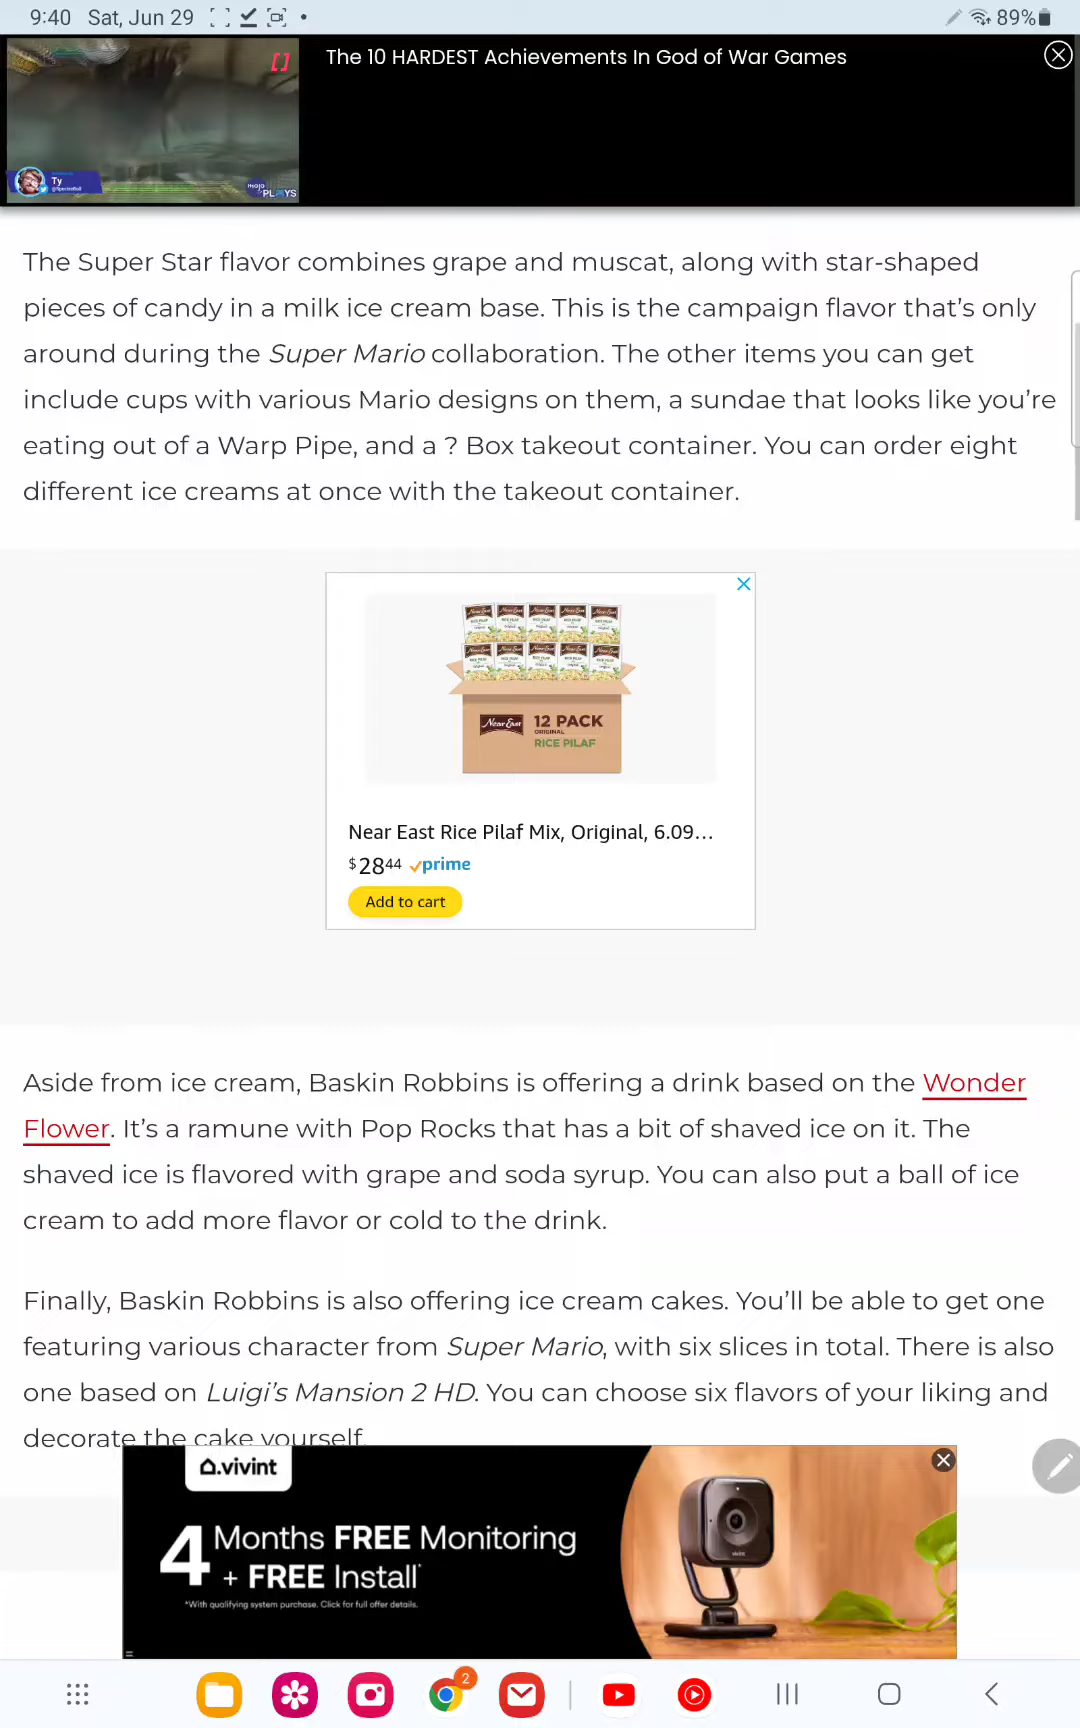 9:40 Sat, Jun 29
89%
The 10 HARDEST Achievements In God of War Games
Ty
PLAYS
The Super Star flavor combines grape and muscat, along with star-shaped
pieces of candy in a milk ice cream base. This is the campaign flavor that’s only
around during the Super Mario collaboration. The other items you can get
include cups with various Mario designs on them, a sundae that looks like you’re
eating out of a Warp Pipe, and a ? Box takeout container. You can order eight
different ice creams at once with the takeout container.
Near East
12 PACK
ORIGINAL
RICE PILAF
Near East Rice Pilaf Mix, Original, 6.09...
$2844 prime
Add to cart
Aside from ice cream, Baskin Robbins is offering a drink based on the Wonder
Flower. It’s a ramune with Pop Rocks that has a bit of shaved ice on it. The
shaved ice is flavored with grape and soda syrup. You can also put a ball of ice
cream to add more flavor or cold to the drink.
Finally, Baskin Robbins is also offering ice cream cakes. You’ll be able to get one
featuring various character from Super Mario, with six slices in total. There is also
one based on Luigi’s Mansion 2 HD. You can choose six flavors of your liking and
decorate the cake yourself.
vivint
4 Months FREE Monitoring
+ FREE Install*
*With qualifying system purchase. Click for full offer details.
vivint
2